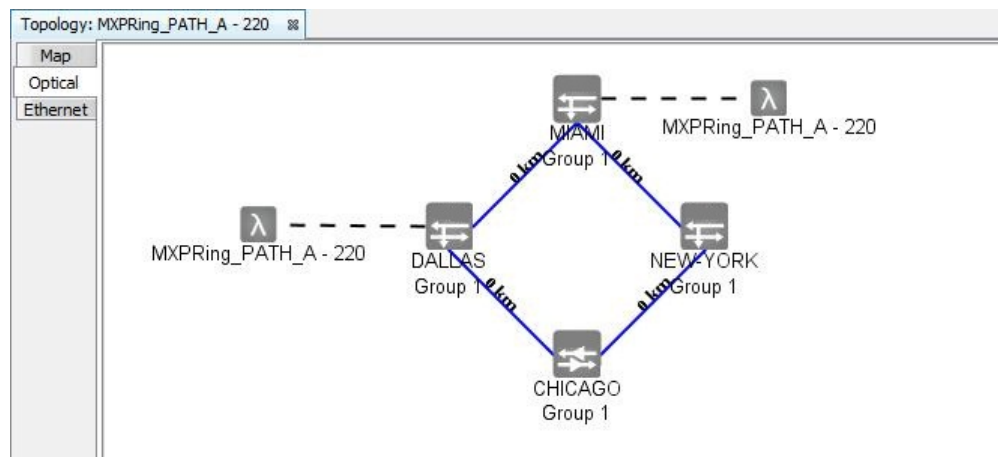 Topology: MXPRing_PATH_A - 220
Map
Optical
Ethernet
λ
MXPRing_PATH_A - 220
MIAMI
Group 1
0 km
0 km
λ
MXPRing_PATH_A - 220
DALLAS
Group 1
NEW-YORK
Group 1
0 km
0 km
CHICAGO
Group 1